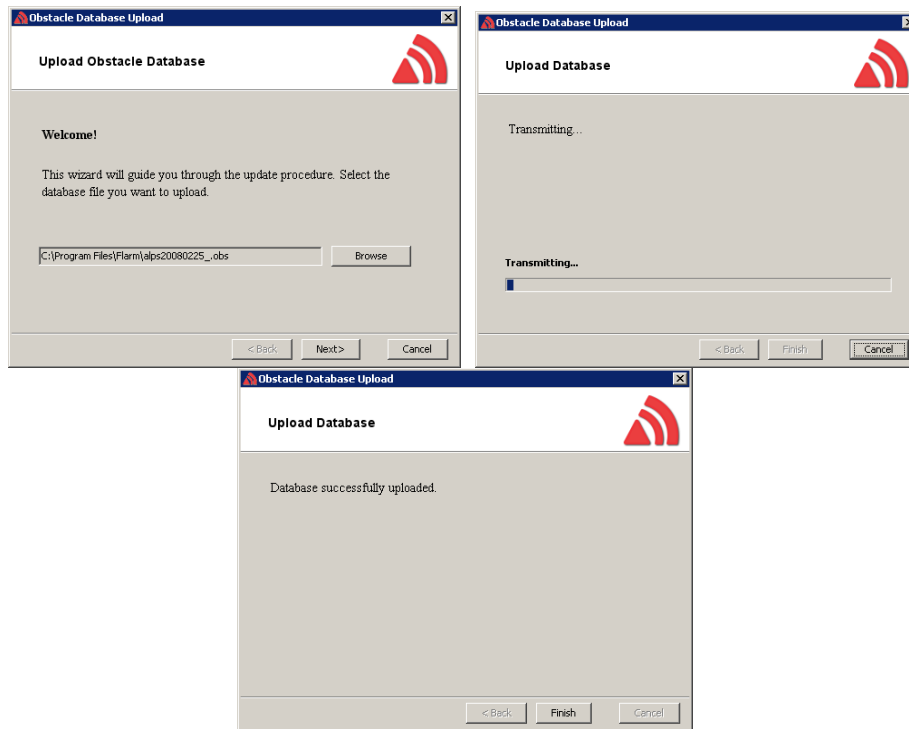 Obstacle Database Upload
Upload Obstacle Database
Welcome!
This wizard will guide you through the update procedure. Select the
database file you want to upload.
C:\Program Files\Flarm\alps20080225_.obs
Browse
< Back
Next>
Cancel
Obstacle Database Upload
Upload Database
Transmitting...
Transmitting...
< Back
Finish
Cancel
Obstacle Database Upload
Upload Database
Database successfully uploaded.
< Back
Finish
Cancel